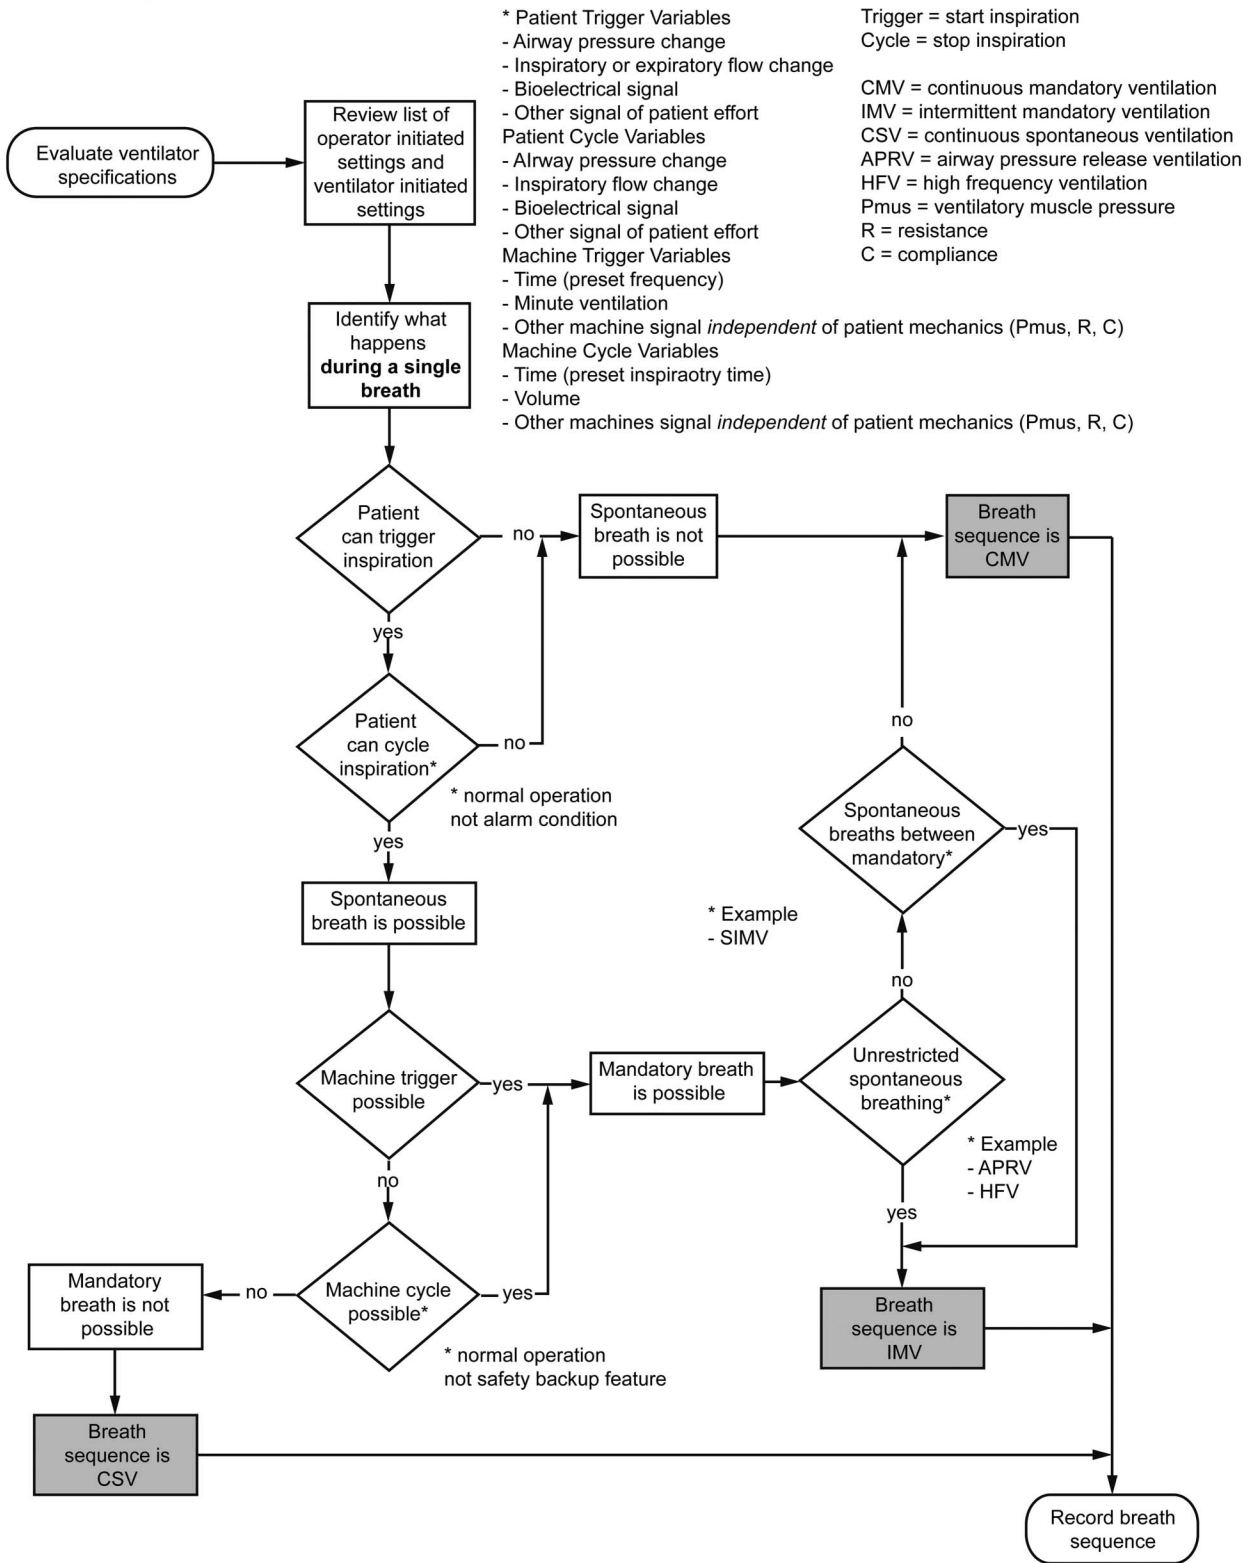 * Patient Trigger Variables
- Airway pressure change
- Inspiratory or expiratory flow change
- Bioelectrical signal
- Other signal of patient effort
Patient Cycle Variables
- AIrway pressure change
- Inspiratory flow change
- Bioelectrical signal
- Other signal of patient effort
Machine Trigger Variables
- Time (preset frequency)
- Minute ventilation
- Other machine signal independent of patient mechanics (Pmus, R, C)
Machine Cycle Variables
- Time (preset inspiraotry time)
- Volume
- Other machines signal independent of patient mechanics (Pmus, R, C)
Trigger = start inspiration
Cycle = stop inspiration
CMV = continuous mandatory ventilation
IMV = intermittent mandatory ventilation
CSV = continuous spontaneous ventilation
APRV = airway pressure release ventilation
HFV = high frequency ventilation
Pmus = ventilatory muscle pressure
R = resistance
C = compliance
Evaluate ventilator
specifications
Review list of
operator initiated
settings and
ventilator initiated
settings
Identify what
happens
during a single
breath
Patient
can trigger
inspiration
no
Spontaneous
breath is not
possible
Breath
sequence is
CMV
yes
Patient
can cycle
inspiration*
no
* normal operation
not alarm condition
yes
Spontaneous
breath is possible
Machine trigger
possible
yes
Mandatory breath
is possible
Unrestricted
spontaneous
breathing*
* Example
- APRV
- HFV
no
Spontaneous
breaths between
mandatory*
* Example
- SIMV
no
yes
yes
Breath
sequence is
IMV
no
Machine cycle
possible*
yes
* normal operation
not safety backup feature
no
Mandatory
breath is not
possible
Breath
sequence is
CSV
Record breath
sequence